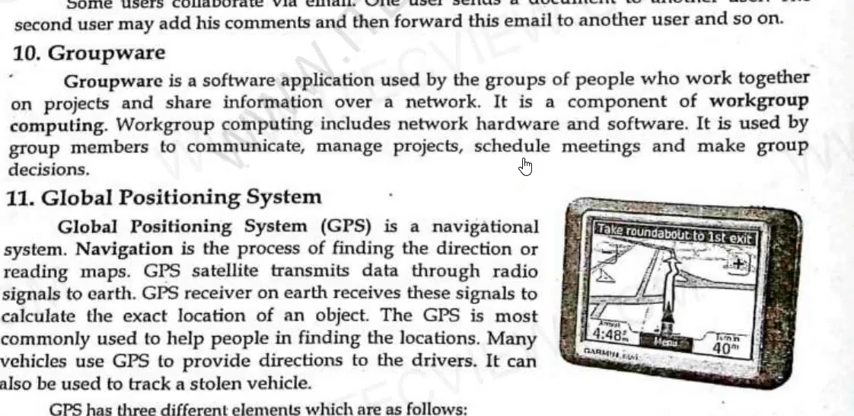 Some users collaborate via email. One user sends a document to another user. The
second user may add his comments and then forward this email to another user and so on.
10. Groupware
Groupware is a software application used by the groups of people who work together
on projects and share information over a network. It is a component of workgroup
computing. Workgroup computing includes network hardware and software. It is used by
group members to communicate, manage projects, schedule meetings and make group
decisions.
11. Global Positioning System
Global Positioning System (GPS) is a navigational
system. Navigation is the process of finding the direction or
reading maps. GPS satellite transmits data through radio
signals to earth. GPS receiver on earth receives these signals to
calculate the exact location of an object. The GPS is most
commonly used to help people in finding the locations. Many
vehicles use GPS to provide directions to the drivers. It can
also be used to track a stolen vehicle.
GPS has three different elements which are as follows:
Take roundabout to 1st exit
Arrival
4:48
Menu
Turn in
40
GARMIN